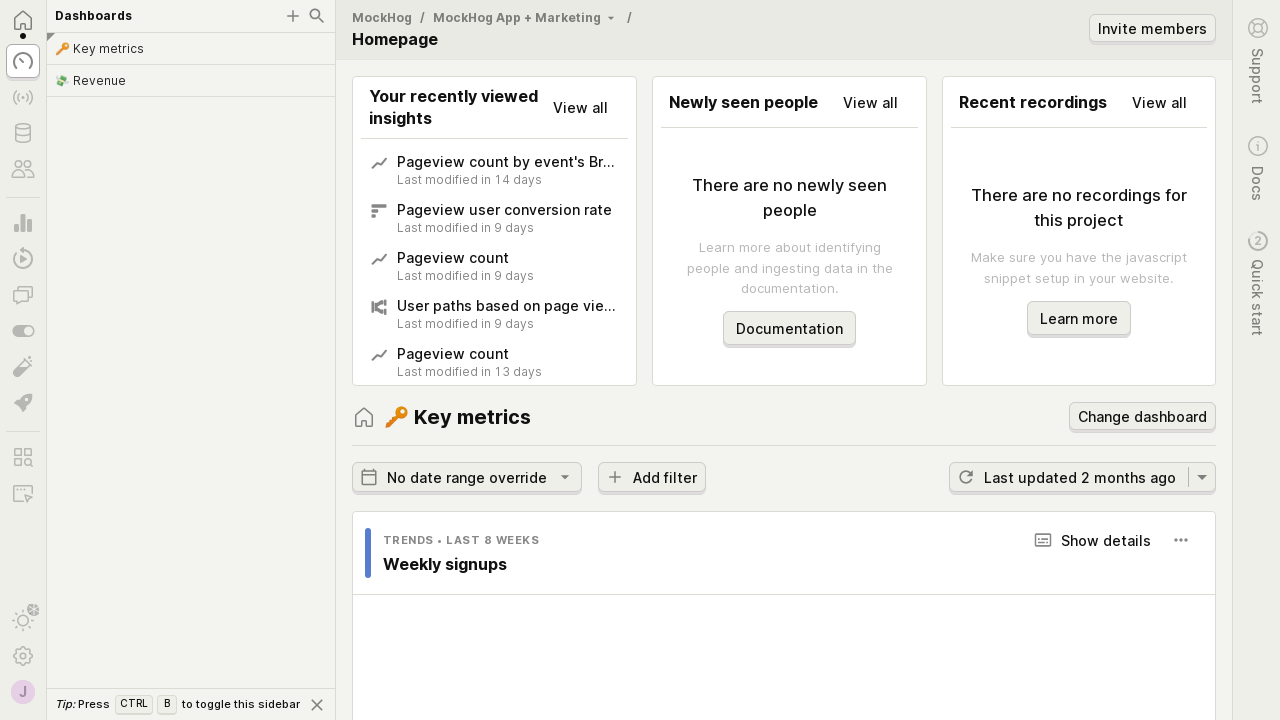 Dashboards
🔑 Key metrics
💸 Revenue
J
Tip: Press CTRL B to toggle this sidebar
MockHog / MockHog App + Marketing /
Homepage
Invite members
Your recently viewed
insights
View all
Pageview count by event's Br...
Last modified in 14 days
Pageview user conversion rate
Last modified in 9 days
Pageview count
Last modified in 9 days
User paths based on page vie...
Last modified in 9 days
Pageview count
Last modified in 13 days
Newly seen people
View all
There are no newly seen
people
Learn more about identifying
people and ingesting data in the
documentation.
Documentation
Recent recordings
View all
There are no recordings for
this project
Make sure you have the javascript
snippet setup in your website.
Learn more
🔑 Key metrics
Change dashboard
No date range override
Add filter
Last updated 2 months ago
TRENDS • LAST 8 WEEKS
Weekly signups
Show details
Support
Docs
2
Quick start